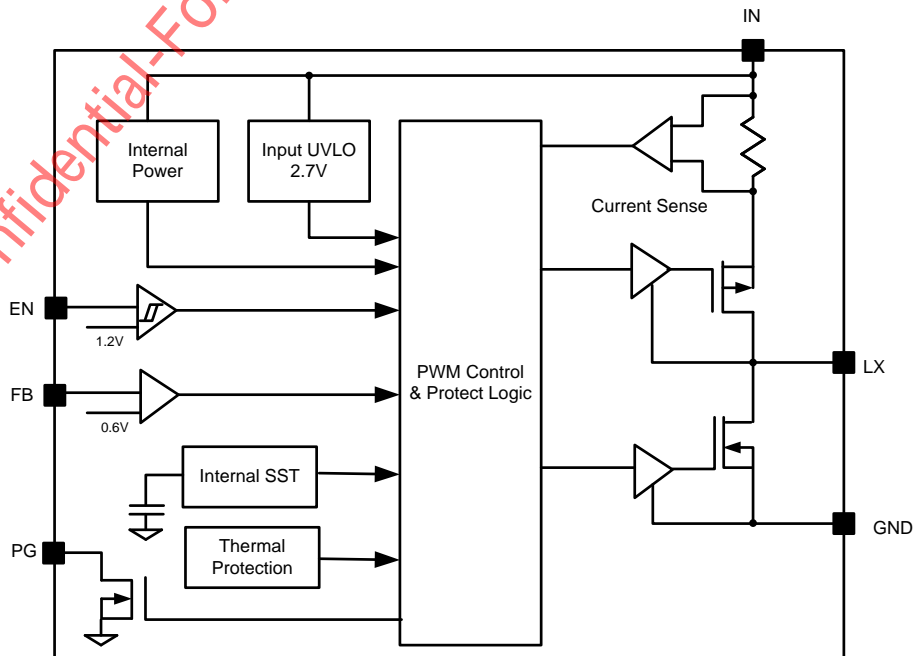 IN
Internal
Power
Input UVLO
2.7V
Current Sense
EN
1.2V
PWM Control
& Protect Logic
LX
FB
0.6V
Internal SST
GND
PG
Thermal
Protection